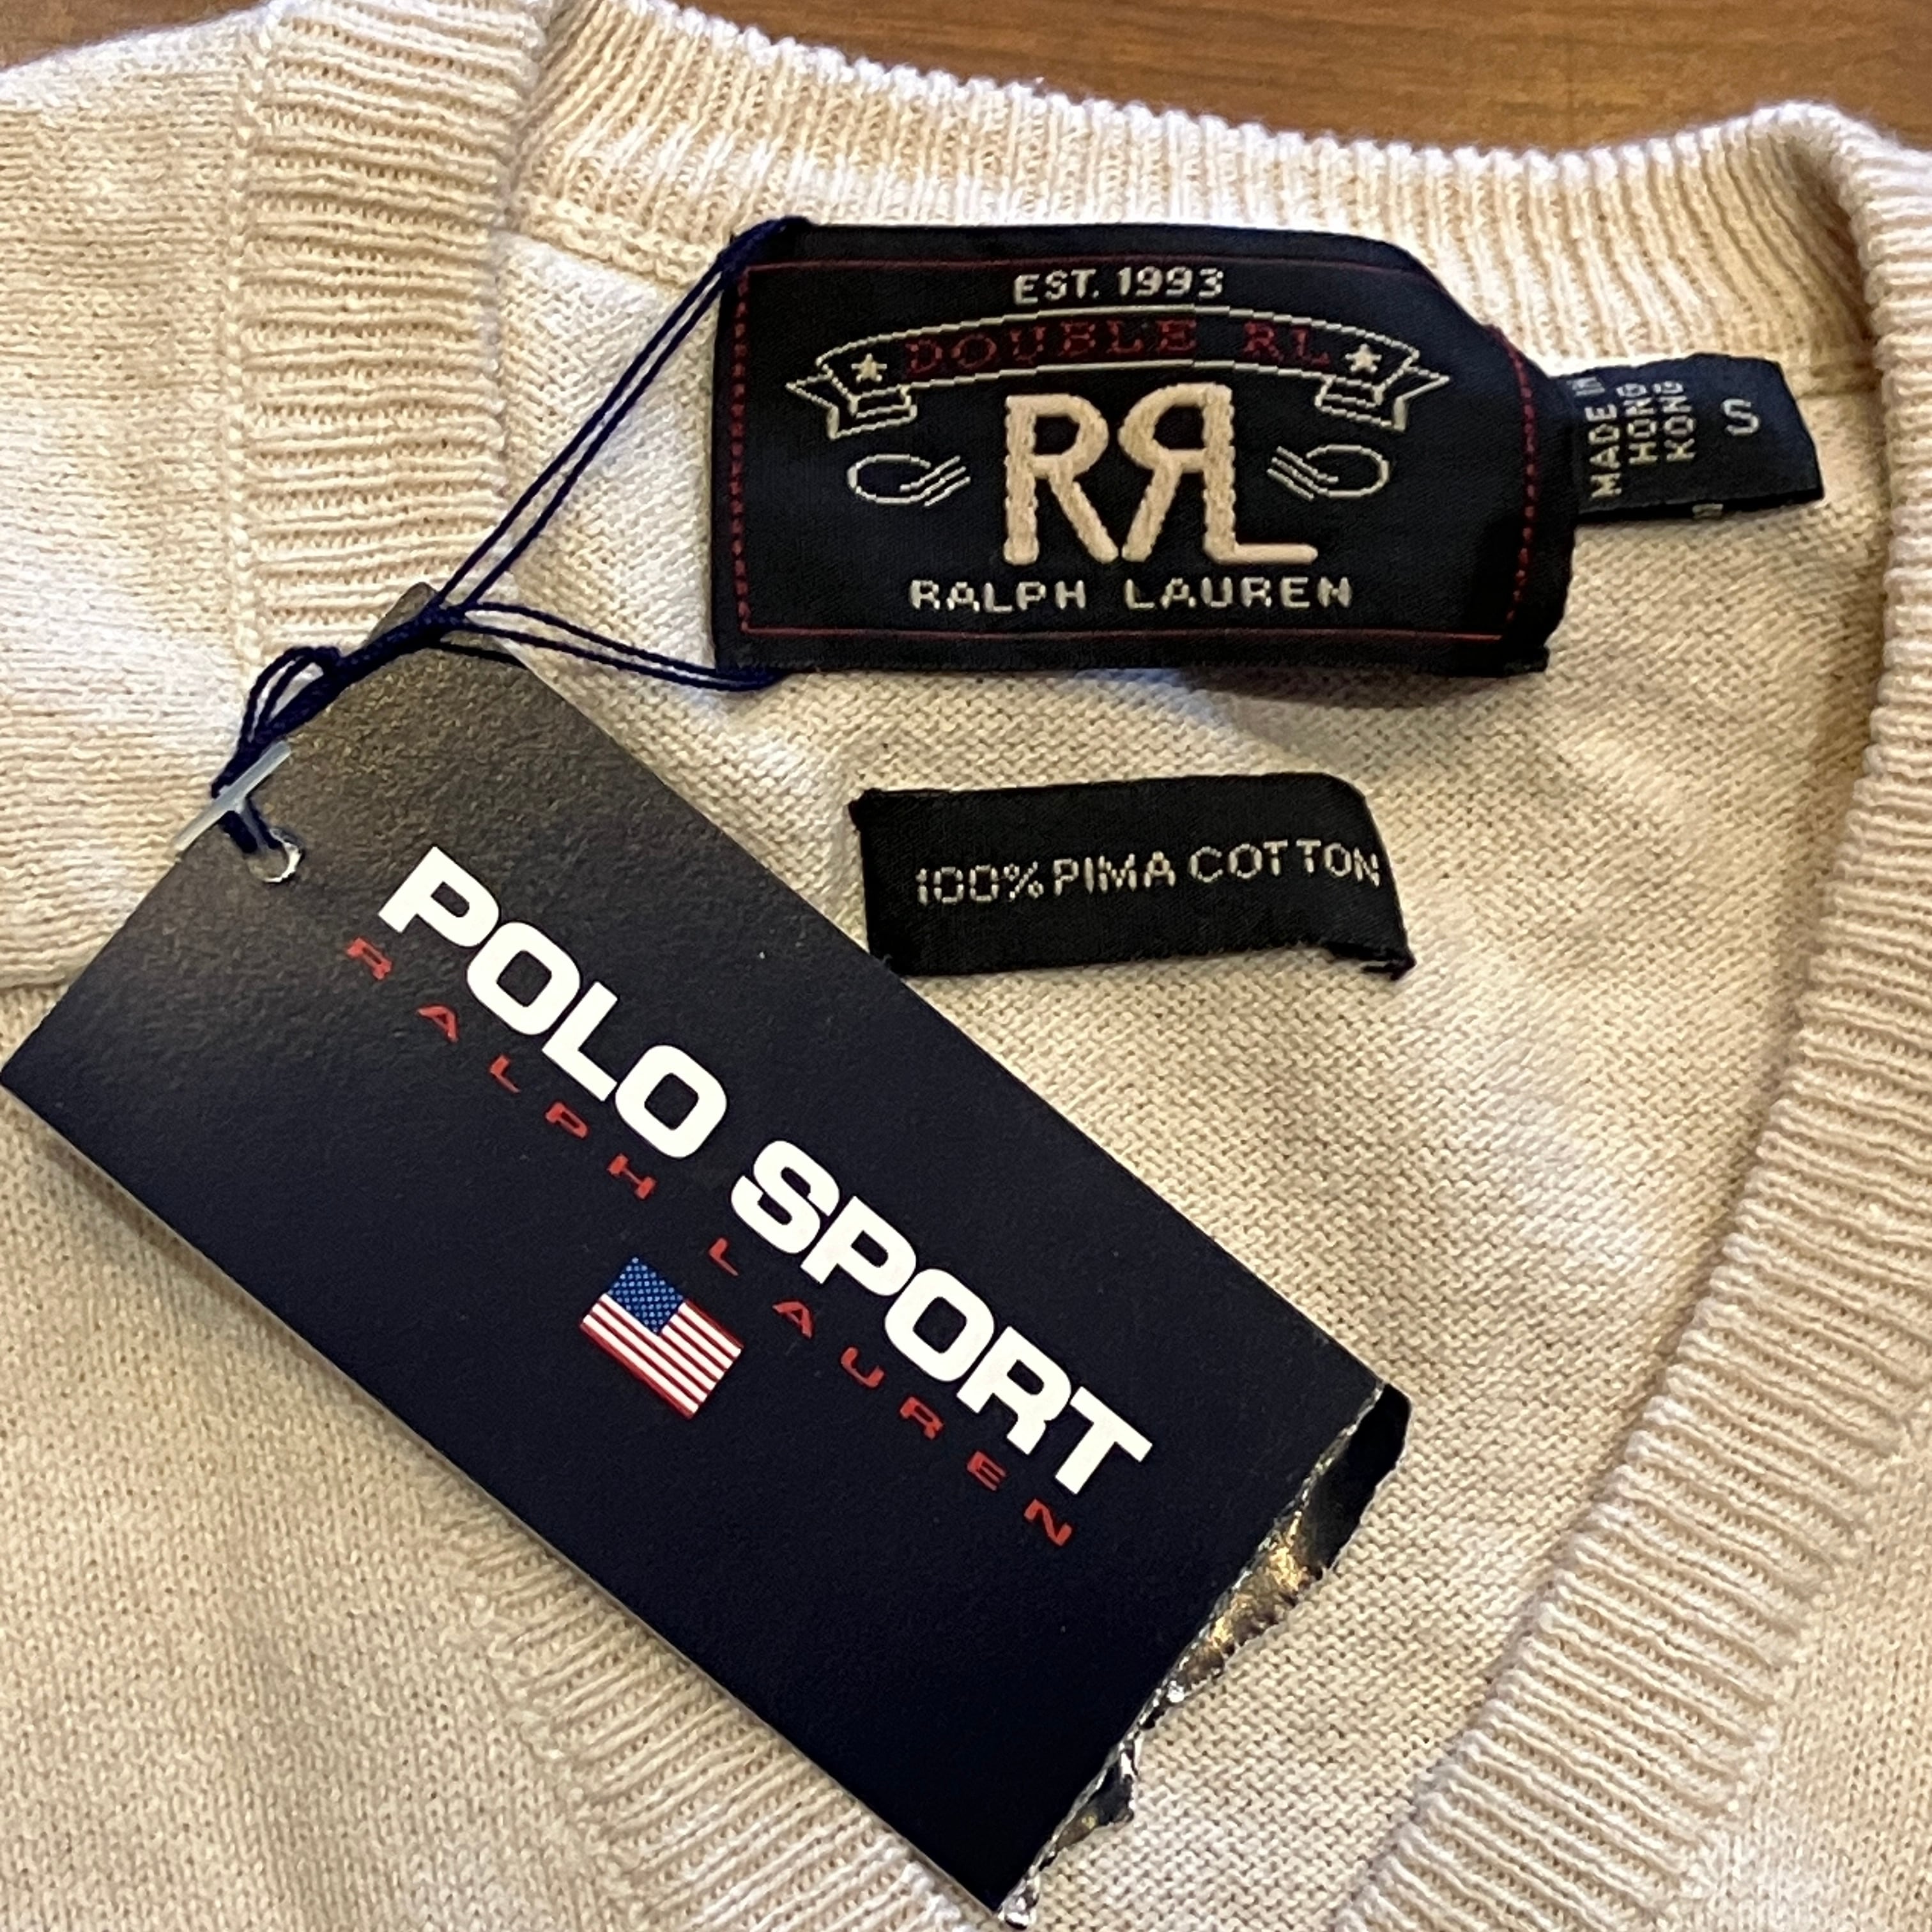 EST. 1993
DOUBLE RL
RRL
RALPH LAUREN
MADE IN
HONG
KONG
S
100% PIMA COTTON
POLO SPORT
RALPH LAUREN